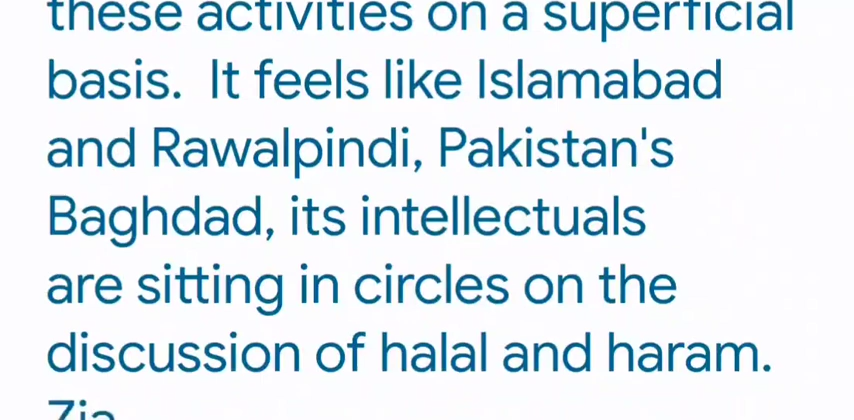 these activities on a superficial
basis. It feels like Islamabad
and Rawalpindi, Pakistan's
Baghdad, its intellectuals
are sitting in circles on the
discussion of halal and haram.
Zia